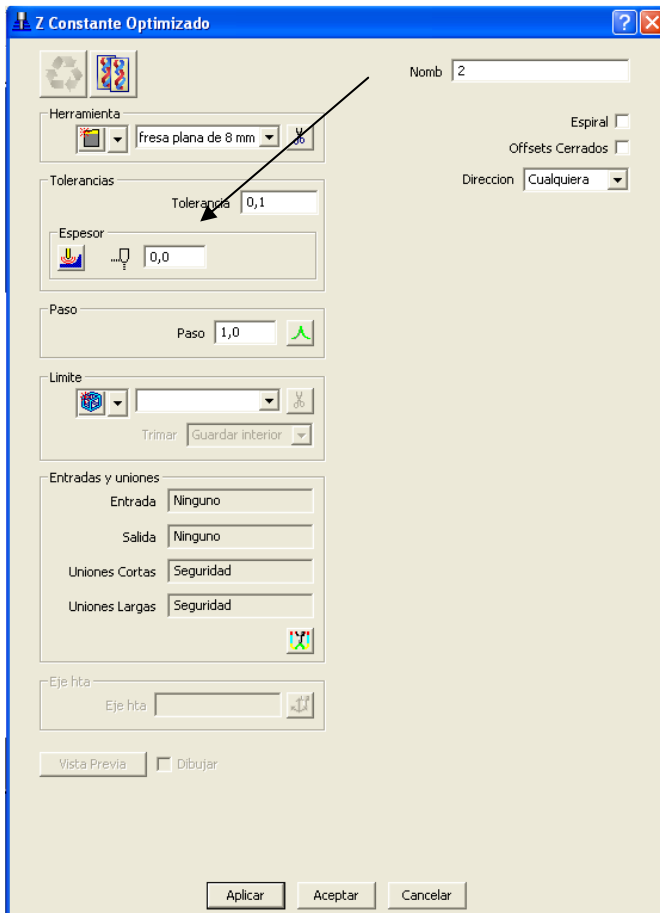 Z Constante Optimizado
Nomb 2
Herramienta
fresa plana de 8 mm
Espiral
Offsets Cerrados
Direccion Cualquiera
Tolerancias
Tolerancia 0,1
Espesor
0,0
Paso
Paso 1,0
Limite
Trimar Guardar interior
Entradas y uniones
Entrada Ninguno
Salida Ninguno
Uniones Cortas Seguridad
Uniones Largas Seguridad
Eje hta
Eje hta
Vista Previa Dibujar
Aplicar Aceptar Cancelar